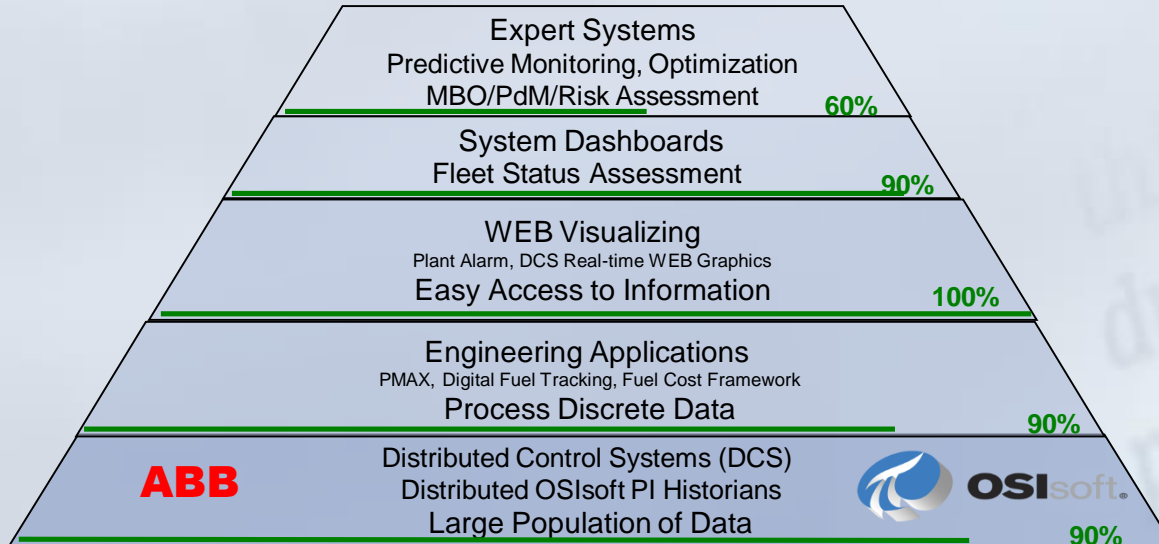 Expert Systems
Predictive Monitoring, Optimization
MBO/PdM/Risk Assessment
60%
System Dashboards
Fleet Status Assessment
90%
WEB Visualizing
Plant Alarm, DCS Real-time WEB Graphics
Easy Access to Information
100%
Engineering Applications
PMAX, Digital Fuel Tracking, Fuel Cost Framework
Process Discrete Data
90%
ABB
Distributed Control Systems (DCS)
Distributed OSIsoft PI Historians
Large Population of Data
OSIsoft.
90%